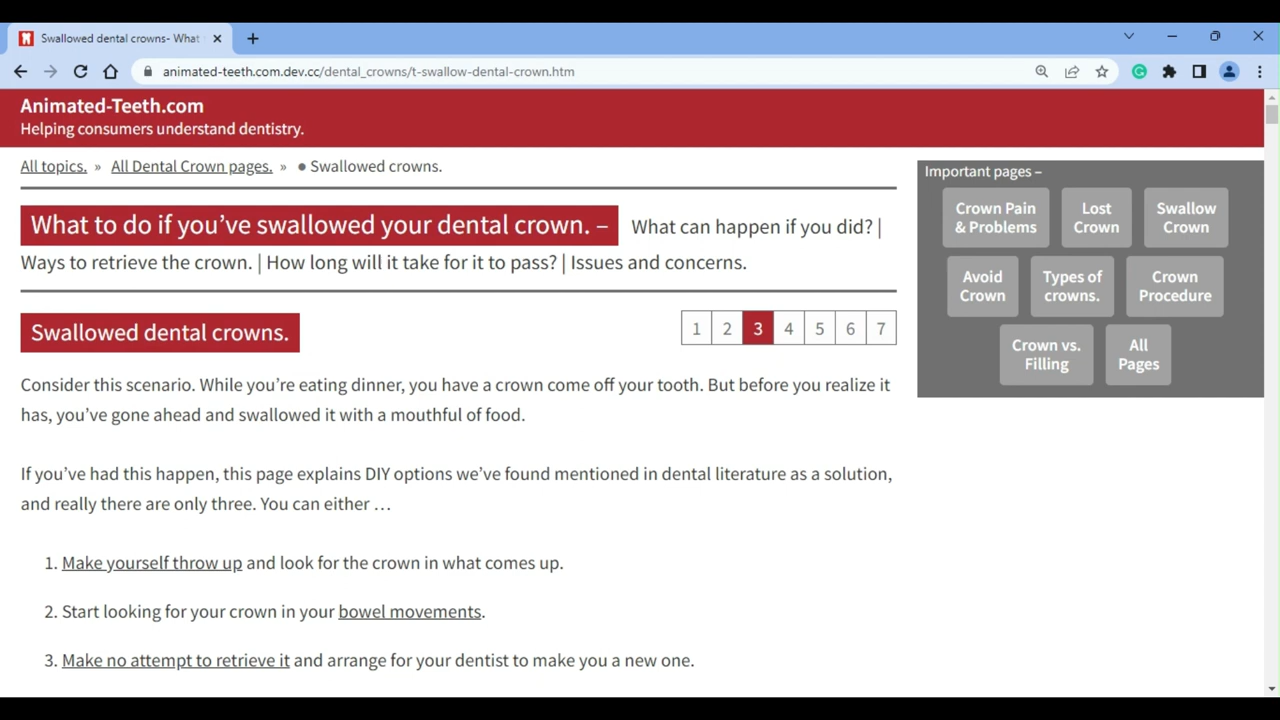 Swallowed dental crowns- What
animated-teeth.com.dev.cc/dental_crowns/t-swallow-dental-crown.htm
Animated-Teeth.com
Helping consumers understand dentistry.
All topics. » All Dental Crown pages. » ● Swallowed crowns.
What to do if you’ve swallowed your dental crown. – What can happen if you did? |
Ways to retrieve the crown. | How long will it take for it to pass? | Issues and concerns.
Swallowed dental crowns.
1 2 3 4 5 6 7
Consider this scenario. While you’re eating dinner, you have a crown come off your tooth. But before you realize it
has, you’ve gone ahead and swallowed it with a mouthful of food.
If you’ve had this happen, this page explains DIY options we’ve found mentioned in dental literature as a solution,
and really there are only three. You can either …
1. Make yourself throw up and look for the crown in what comes up.
2. Start looking for your crown in your bowel movements.
3. Make no attempt to retrieve it and arrange for your dentist to make you a new one.
Important pages –
Crown Pain
& Problems
Lost
Crown
Swallow
Crown
Avoid
Crown
Types of
crowns.
Crown
Procedure
Crown vs.
Filling
All
Pages